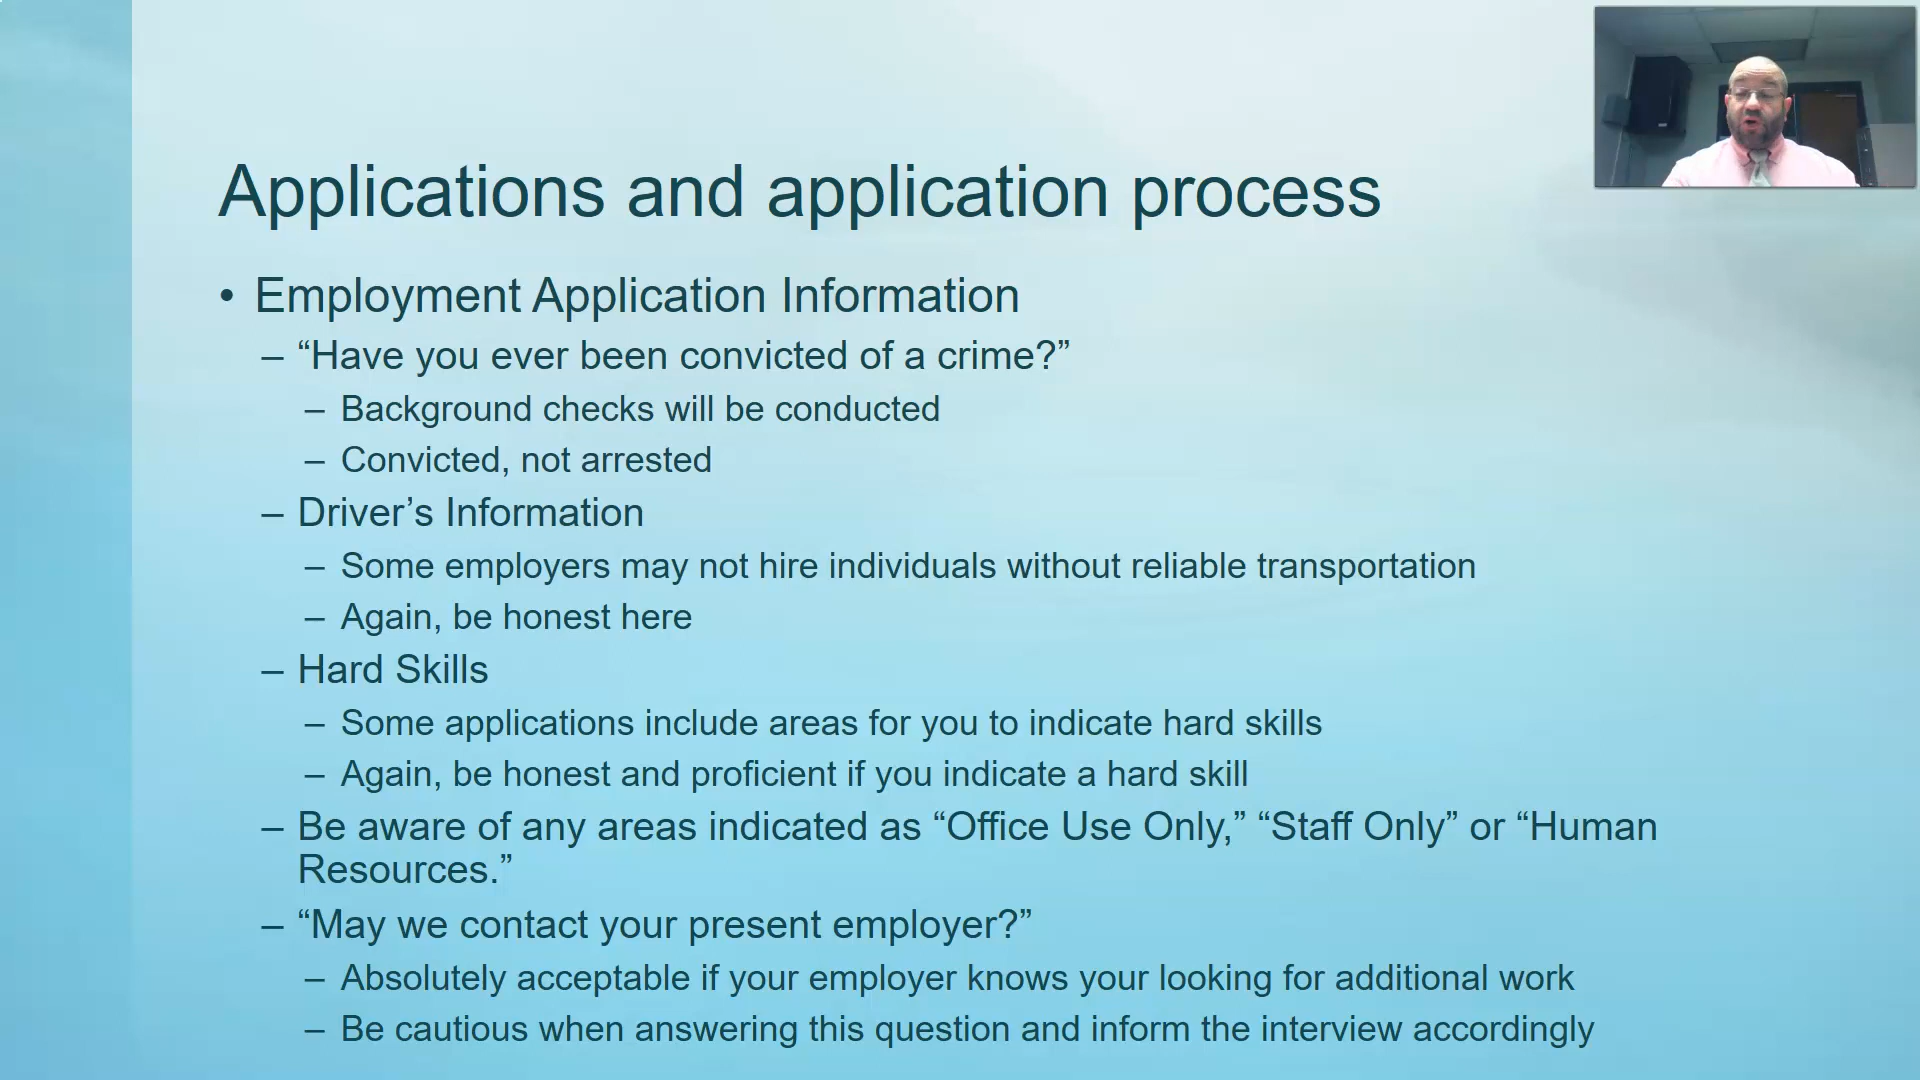 Applications and application process
• Employment Application Information
– “Have you ever been convicted of a crime?”
– Background checks will be conducted
– Convicted, not arrested
– Driver’s Information
– Some employers may not hire individuals without reliable transportation
– Again, be honest here
– Hard Skills
– Some applications include areas for you to indicate hard skills
– Again, be honest and proficient if you indicate a hard skill
– Be aware of any areas indicated as “Office Use Only,” “Staff Only” or “Human
Resources.”
– “May we contact your present employer?”
– Absolutely acceptable if your employer knows your looking for additional work
– Be cautious when answering this question and inform the interview accordingly